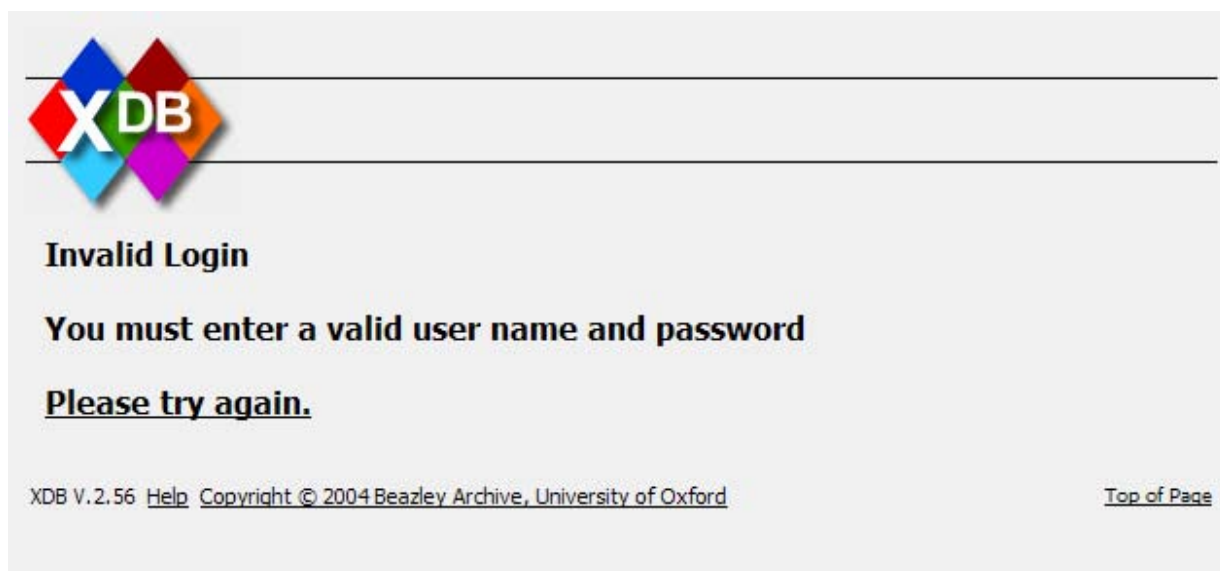 XDB
Invalid Login
You must enter a valid user name and password
Please try again.
XDB V.2.56 Help Copyright © 2004 Beazley Archive, University of Oxford Top of Page